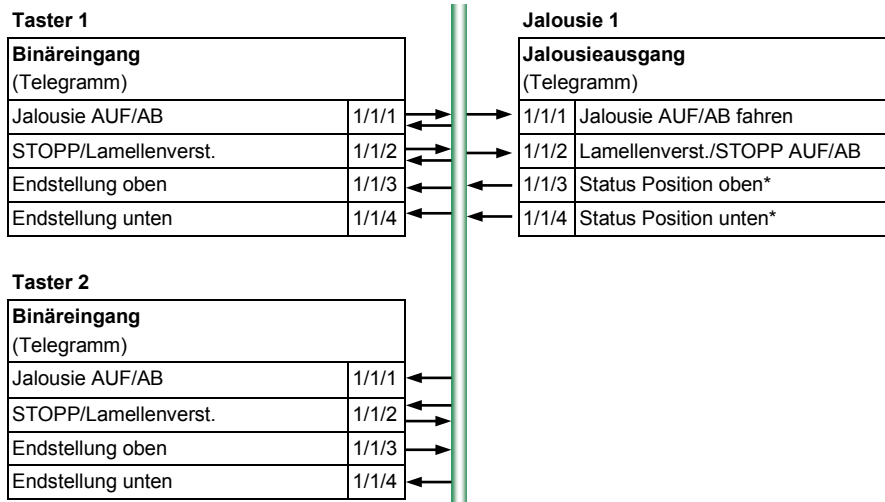 Taster 1
Binäreingang
(Telegramm)
Jalousie AUF/AB 1/1/1
STOPP/Lamellenverst. 1/1/2
Endstellung oben 1/1/3
Endstellung unten 1/1/4
Jalousie 1
Jalousieausgang
(Telegramm)
1/1/1 Jalousie AUF/AB fahren
1/1/2 Lamellenverst./STOPP AUF/AB
1/1/3 Status Position oben*
1/1/4 Status Position unten*
Taster 2
Binäreingang
(Telegramm)
Jalousie AUF/AB 1/1/1
STOPP/Lamellenverst. 1/1/2
Endstellung oben 1/1/3
Endstellung unten 1/1/4